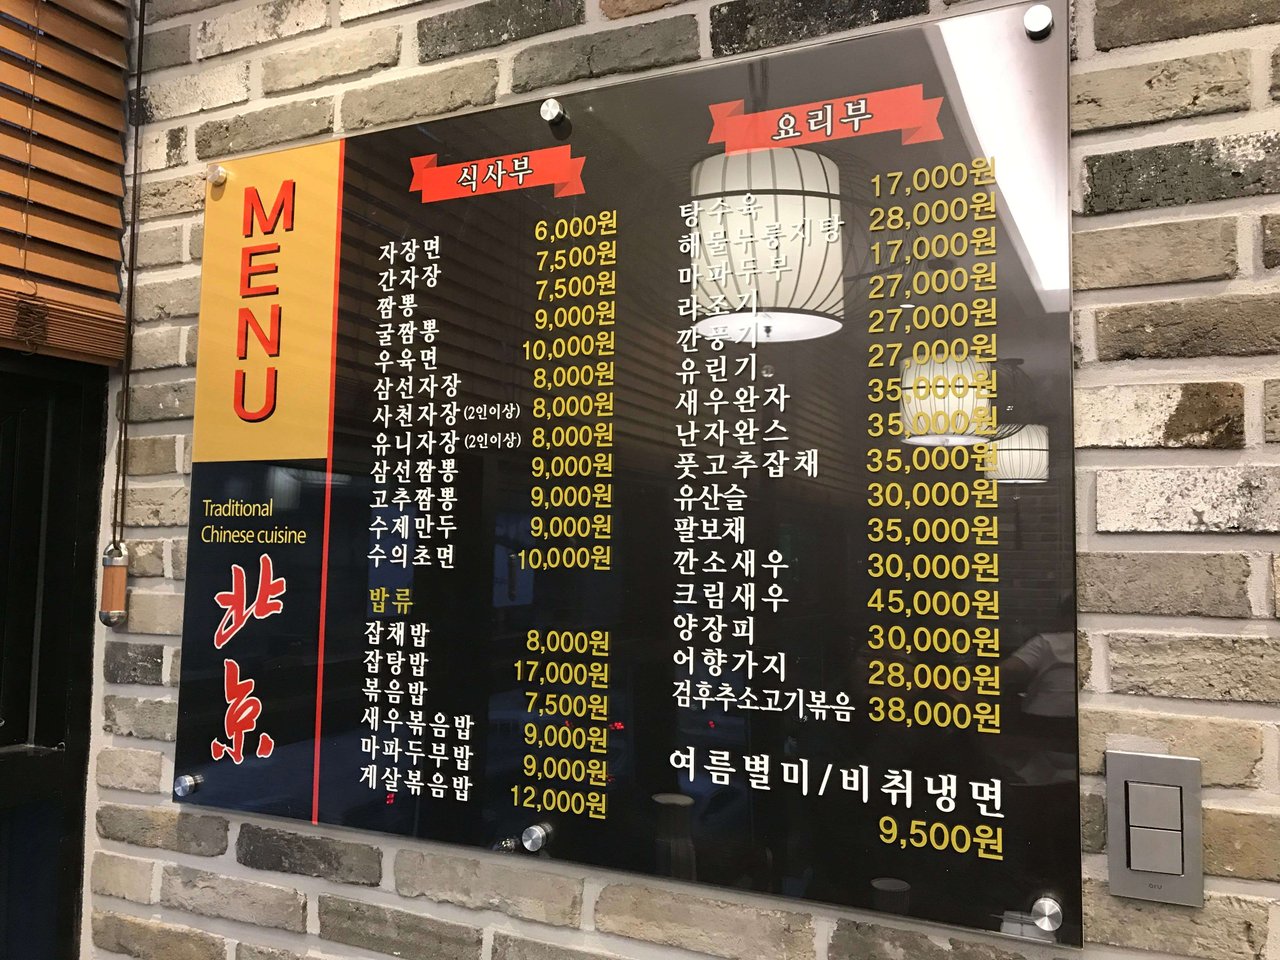 MENU
Traditional
Chinese cuisine
北京
식사부
자장면 6,000원
간자장 7,500원
짬뽕 7,500원
굴짬뽕 9,000원
우육면 10,000원
삼선자장 8,000원
사천자장 (2인이상) 8,000원
유니자장 (2인이상) 8,000원
삼선짬뽕 9,000원
고추짬뽕 9,000원
수제만두 9,000원
수의초면 10,000원
밥류
잡채밥 8,000원
잡탕밥 17,000원
볶음밥 7,500원
새우볶음밥 9,000원
마파두부밥 9,000원
게살볶음밥 12,000원
요리부
탕수육 17,000원
해물누룽지탕 28,000원
마파두부 17,000원
라조기 27,000원
깐풍기 27,000원
유린기 27,000원
새우완자 35,000원
난자완스 35,000원
풋고추잡채 35,000원
유산슬 30,000원
팔보채 35,000원
깐소새우 30,000원
크림새우 45,000원
양장피 30,000원
어향가지 28,000원
검후추소고기볶음 38,000원
여름별미/비취냉면
9,500원